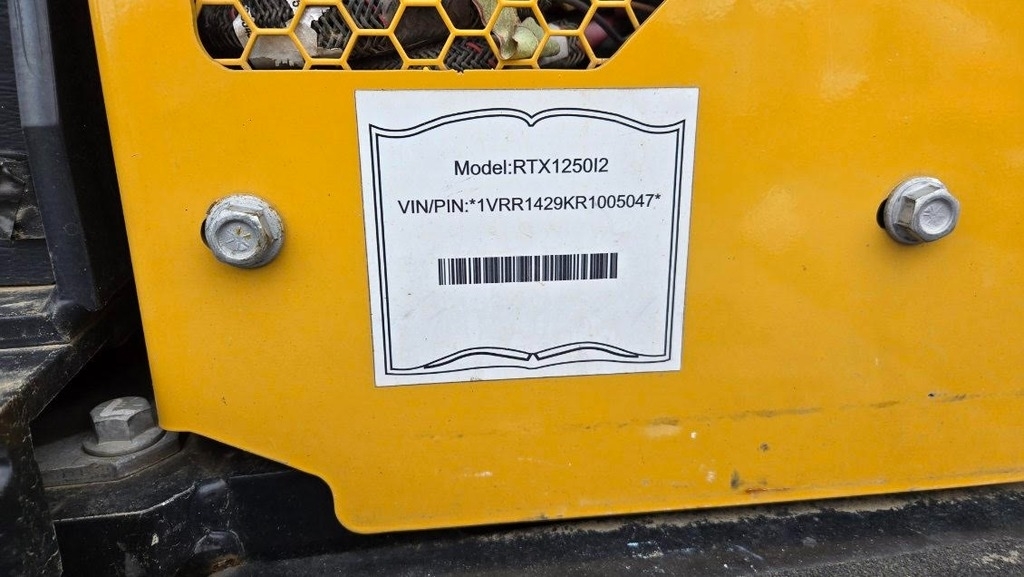 Model:RTX1250I2
VIN/PIN:*1VRR1429KR1005047*